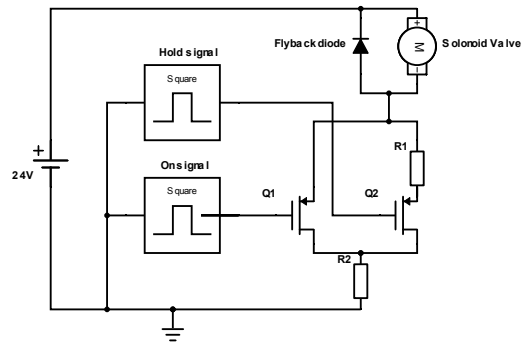 Flyback diode
Solonoid Valve
+
M
−
Hold signal
Square
+
24V
On signal
Square
Q1
Q2
R1
R2